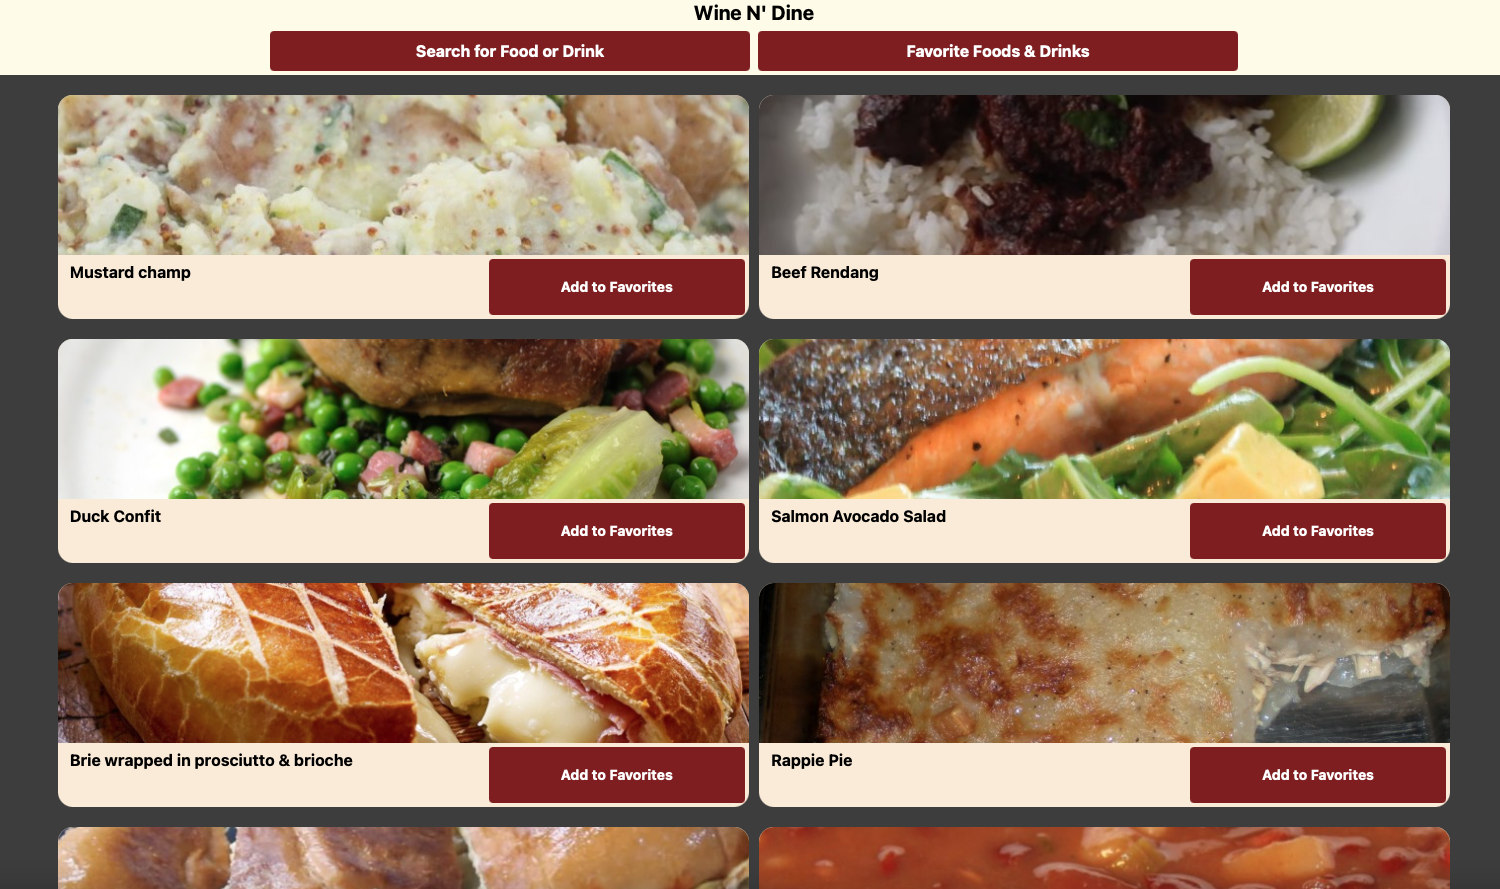 Wine N' Dine
Search for Food or Drink
Favorite Foods & Drinks
Mustard champ
Add to Favorites
Beef Rendang
Add to Favorites
Duck Confit
Add to Favorites
Salmon Avocado Salad
Add to Favorites
Brie wrapped in prosciutto & brioche
Add to Favorites
Rappie Pie
Add to Favorites